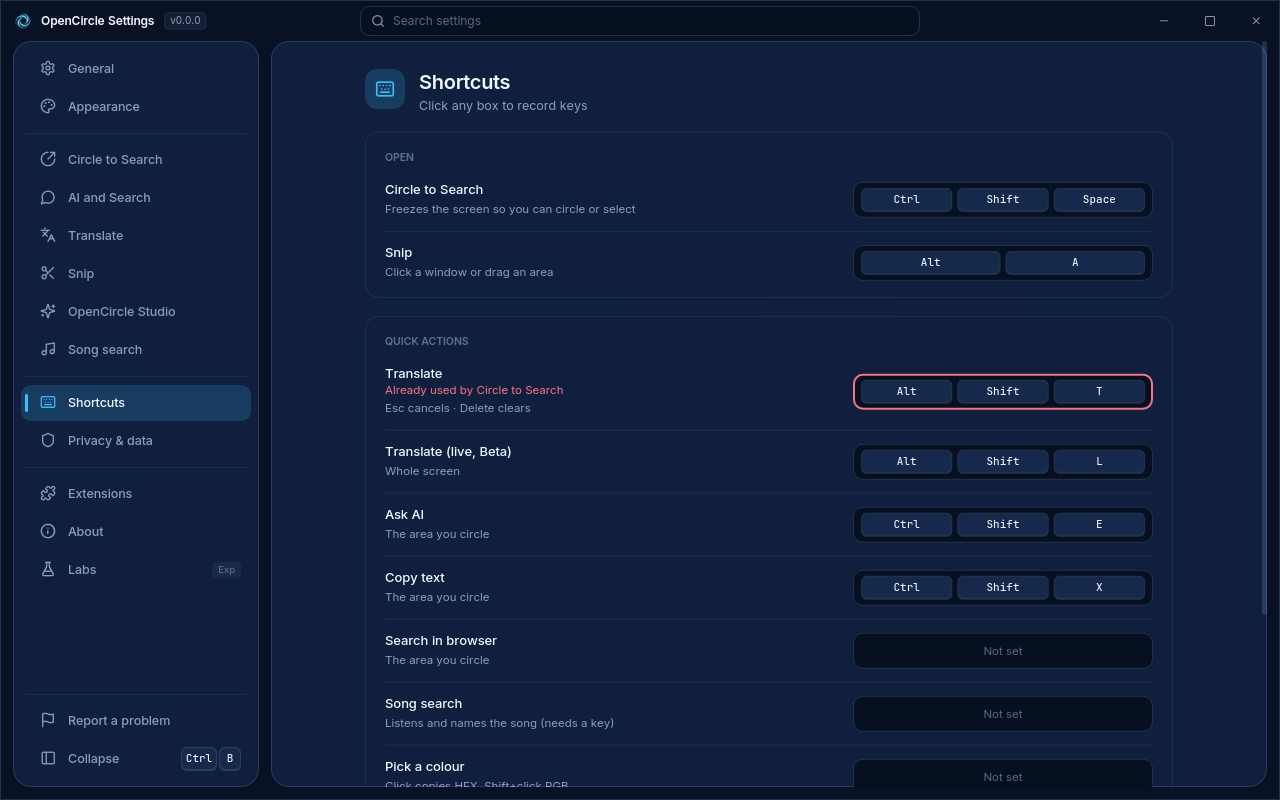 OpenCircle Settings v0.0.0
Search settings
General
Appearance
Circle to Search
AI and Search
Translate
Snip
OpenCircle Studio
Song search
Shortcuts
Privacy & data
Extensions
About
Labs Exp
Report a problem
Collapse Ctrl B
Shortcuts
Click any box to record keys
OPEN
Circle to Search
Freezes the screen so you can circle or select
Ctrl Shift Space
Snip
Click a window or drag an area
Alt A
QUICK ACTIONS
Translate
Already used by Circle to Search
Esc cancels · Delete clears
Alt Shift T
Translate (live, Beta)
Whole screen
Alt Shift L
Ask AI
The area you circle
Ctrl Shift E
Copy text
The area you circle
Ctrl Shift X
Search in browser
The area you circle
Not set
Song search
Listens and names the song (needs a key)
Not set
Pick a colour
Click copies HEX, Shift+click RGB
Not set